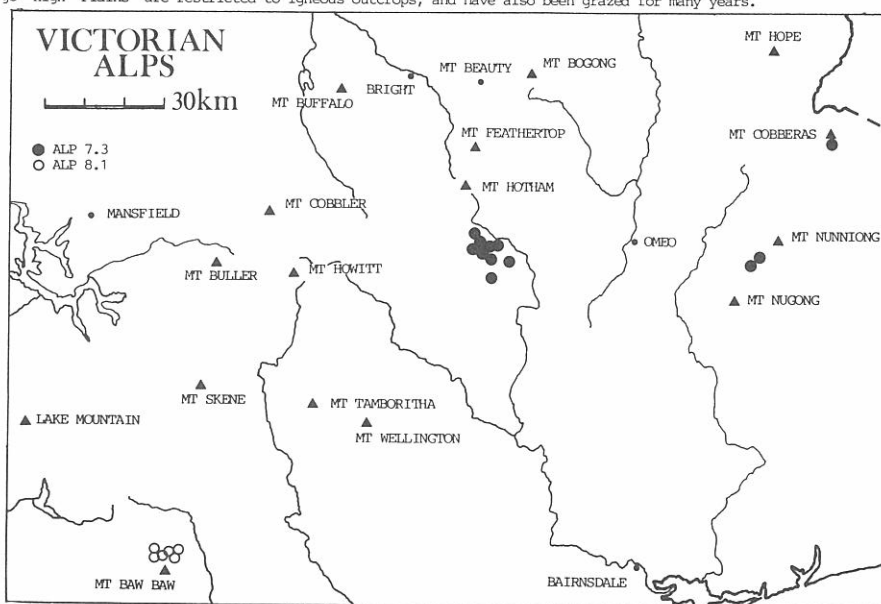 High Plains are restricted to igneous outcrops, and have also been grazed for many years.
VICTORIAN
ALPS
30km
ALP 7.3
ALP 8.1
MT HOPE
MT BEAUTY
MT BOGONG
BRIGHT
MT BUFFALO
MT FEATHERTOP
MT COBBERAS
MT HOTHAM
MT COBBLER
MANSFIELD
OMEO
MT NUNNIONG
MT BULLER
MT HOWITT
MT NUGONG
MT SKENE
MT TAMBORITHA
LAKE MOUNTAIN
MT WELLINGTON
MT BAW BAW
BAIRNSDALE